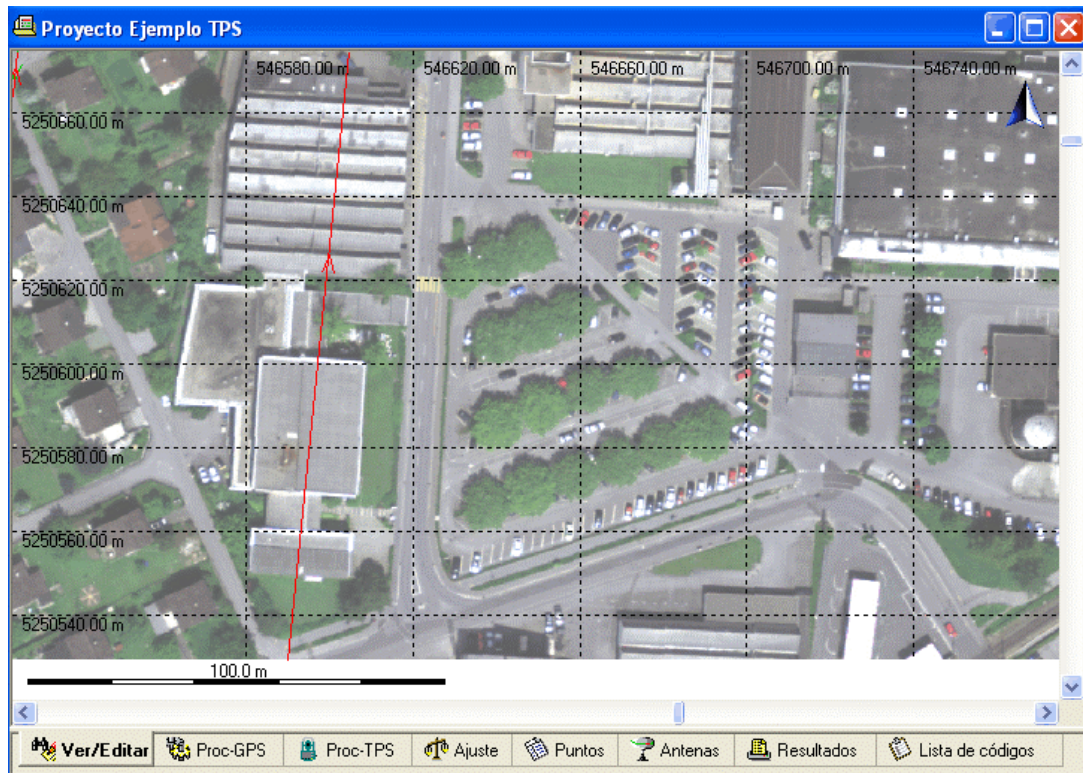 Proyecto Ejemplo TPS
546580.00 m 546620.00 m 546660.00 m 546700.00 m 546740.00 m
5250660.00 m
5250640.00 m
5250620.00 m
5250600.00 m
5250580.00 m
5250560.00 m
5250540.00 m
100.0 m
Ver/Editar Proc-GPS Proc-TPS Ajuste Puntos Antenas Resultados Lista de códigos